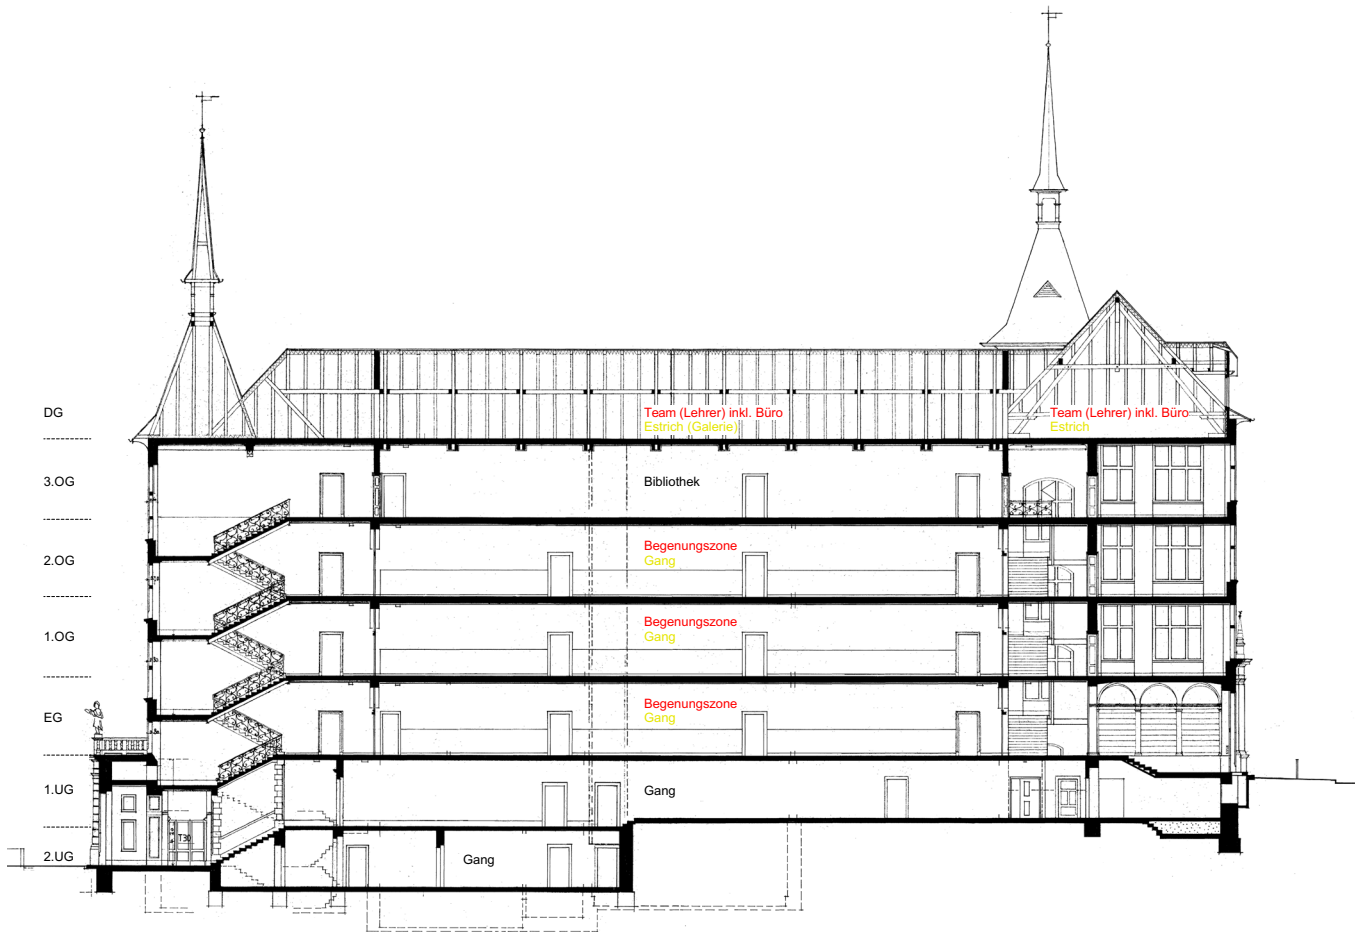 DG
Team (Lehrer) inkl. Büro
Estrich (Galerie)
Team (Lehrer) inkl. Büro
Estrich
3.OG
Bibliothek
2.OG
Begenungszone
Gang
1.OG
Begenungszone
Gang
EG
Begenungszone
Gang
1.UG
Gang
T30
2.UG
Gang